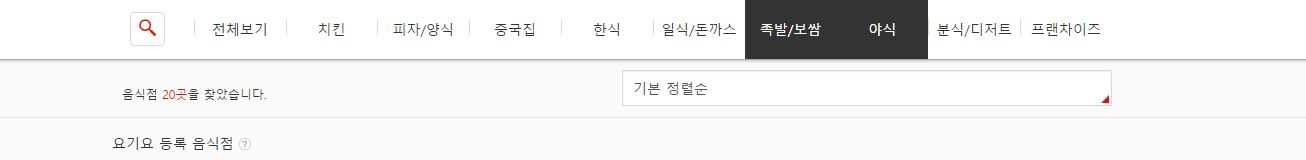 전체보기 치킨 피자/양식 중국집 한식 일식/돈까스 족발/보쌈 야식 분식/디저트 프랜차이즈
음식점 20곳을 찾았습니다.
기본 정렬순
요기요 등록 음식점 ?